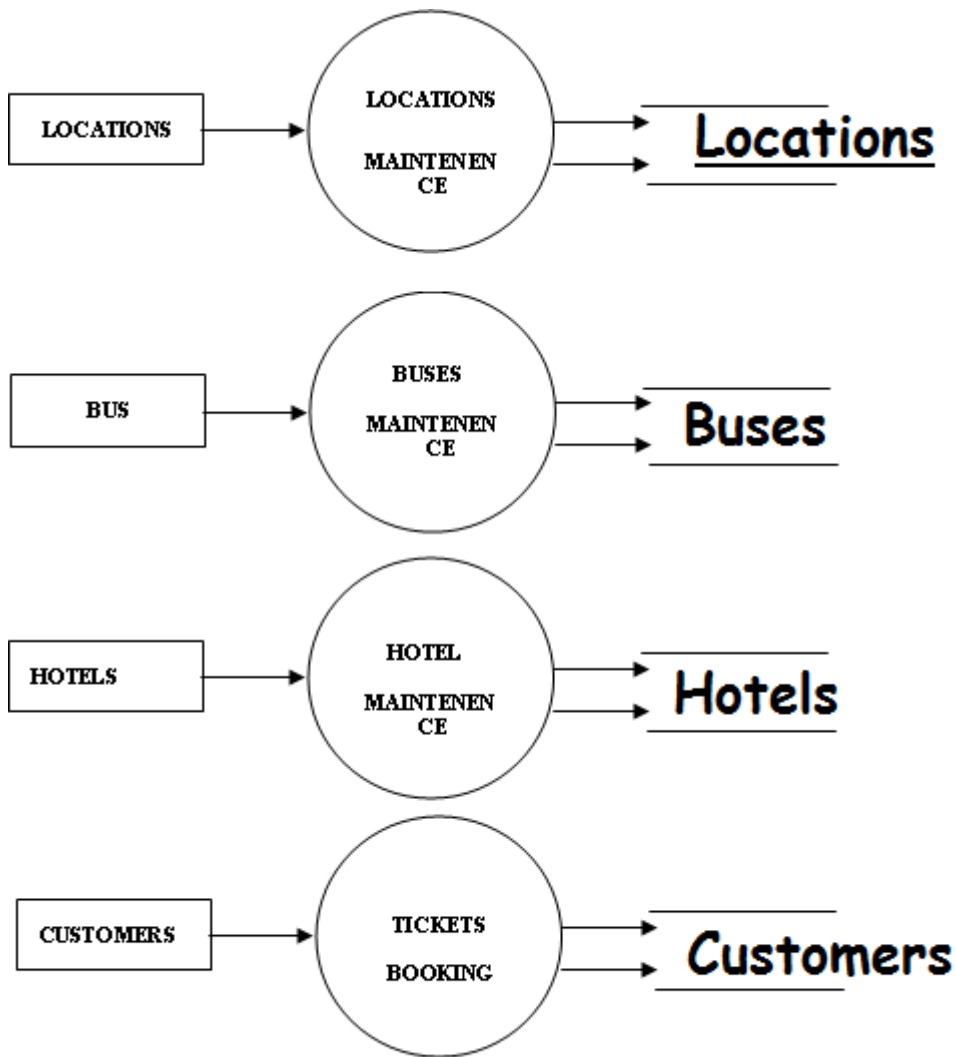 LOCATIONS
LOCATIONS
MAINTENEN
CE
Locations
BUS
BUSES
MAINTENEN
CE
Buses
HOTELS
HOTEL
MAINTENEN
CE
Hotels
CUSTOMERS
TICKETS
BOOKING
Customers